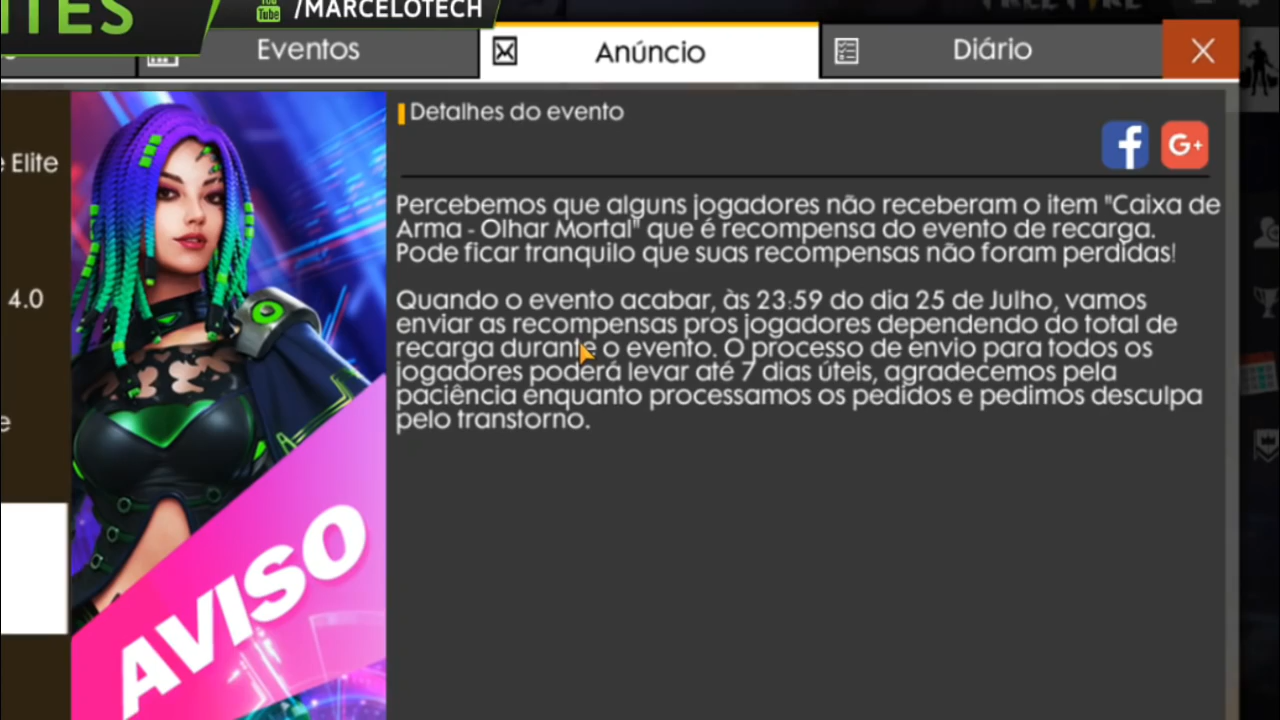 ITES
You
Tube
/MARCELOTECH
Eventos
Anúncio
Diário
Detalhes do evento
G+
Elite
4.0
Percebemos que alguns jogadores não receberam o item "Caixa de
Arma - Olhar Mortal" que é recompensa do evento de recarga.
Pode ficar tranquilo que suas recompensas não foram perdidas!
Quando o evento acabar, às 23:59 do dia 25 de Julho, vamos
enviar as recompensas pros jogadores dependendo do total de
recarga durante o evento. O processo de envio para todos os
jogadores poderá levar até 7 dias úteis, agradecemos pela
paciência enquanto processamos os pedidos e pedimos desculpa
pelo transtorno.
AVISO